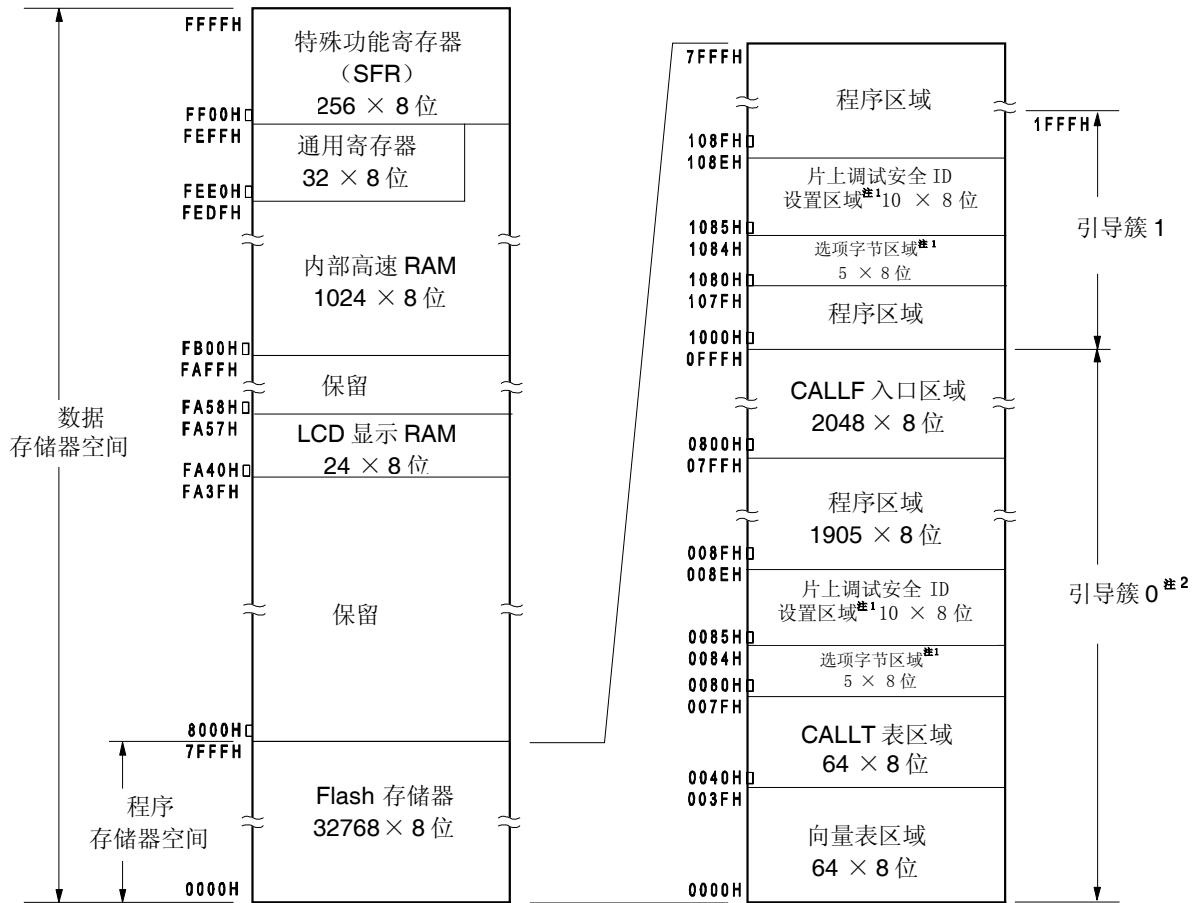 FFFFH
特殊功能寄存器
（SFR）
256 × 8 位
FF00H
FEFFH
通用寄存器
32 × 8 位
FEE0H
FEDFH
内部高速 RAM
1024 × 8 位
FB00H
FAFFH
保留
FA58H
FA57H
LCD 显示 RAM
24 × 8 位
FA40H
FA3FH
保留
8000H
7FFFH
Flash 存储器
32768 × 8 位
0000H
数据
存储器空间
程序
存储器空间
7FFFH
程序区域
108FH
108EH
片上调试安全 ID
设置区域注1 10 × 8 位
1085H
1084H
选项字节区域注1
5 × 8 位
1080H
107FH
程序区域
1000H
0FFFH
CALLF 入口区域
2048 × 8 位
0800H
07FFH
程序区域
1905 × 8 位
008FH
008EH
片上调试安全 ID
设置区域注1 10 × 8 位
0085H
0084H
选项字节区域注1
5 × 8 位
0080H
007FH
CALLT 表区域
64 × 8 位
0040H
003FH
向量表区域
64 × 8 位
0000H
1FFFH
引导簇 1
引导簇 0 注2